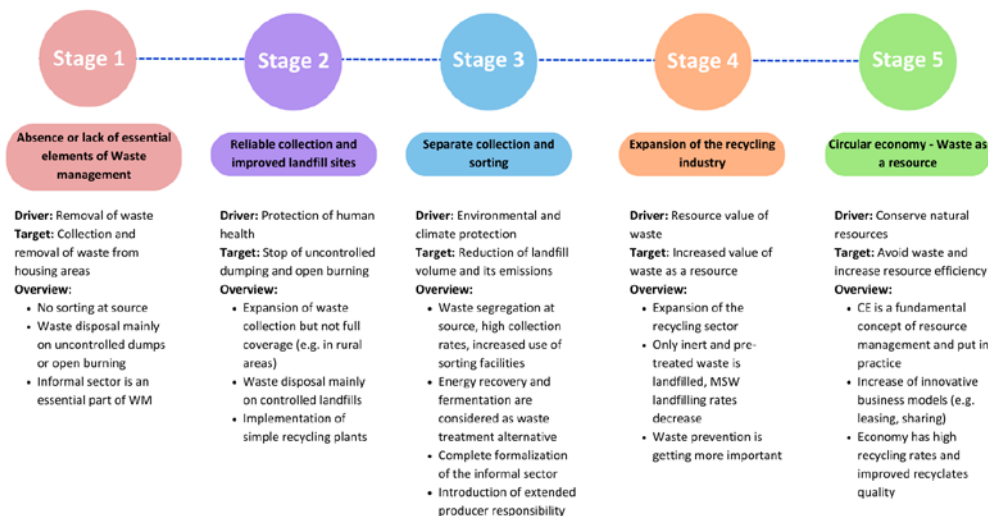 Stage 1
Stage 2
Stage 3
Stage 4
Stage 5
Absence or lack of essential
elements of Waste
management
Driver: Removal of waste
Target: Collection and
removal of waste from
housing areas
Overview:
• No sorting at source
• Waste disposal mainly
on uncontrolled dumps
or open burning
• Informal sector is an
essential part of WM
Reliable collection and
improved landfill sites
Driver: Protection of human
health
Target: Stop of uncontrolled
dumping and open burning
Overview:
• Expansion of waste
collection but not full
coverage (e.g. in rural
areas)
• Waste disposal mainly
on controlled landfills
• Implementation of
simple recycling plants
Separate collection and
sorting
Driver: Environmental and
climate protection
Target: Reduction of landfill
volume and its emissions
Overview:
• Waste segregation at
source, high collection
rates, increased use of
sorting facilities
• Energy recovery and
fermentation are
considered as waste
treatment alternative
• Complete formalization
of the informal sector
• Introduction of extended
producer responsibility
Expansion of the recycling
industry
Driver: Resource value of
waste
Target: Increased value of
waste as a resource
Overview:
• Expansion of the
recycling sector
• Only inert and pre-
treated waste is
landfilled, MSW
landfilling rates
decrease
• Waste prevention is
getting more important
Circular economy - Waste as
a resource
Driver: Conserve natural
resources
Target: Avoid waste and
increase resource efficiency
Overview:
• CE is a fundamental
concept of resource
management and put in
practice
• Increase of innovative
business models (e.g.
leasing, sharing)
• Economy has high
recycling rates and
improved recyclates
quality